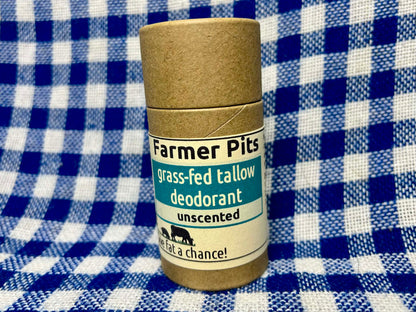 Farmer Pits
grass-fed tallow
deodorant
unscented
fat a chance!